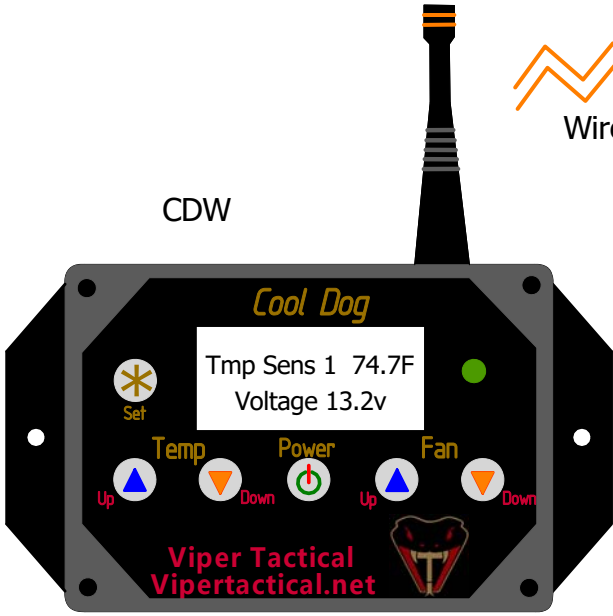 Wire
CDW
Cool Dog
Tmp Sens 1 74.7F
Voltage 13.2v
Set
Temp Power Fan
Up Down Up Down
Viper Tactical
Vipertactical.net